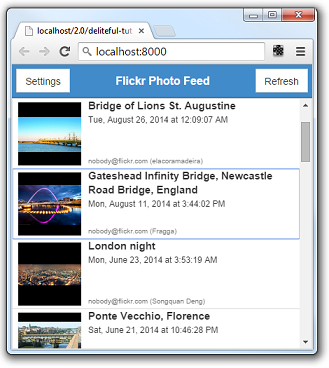 localhost/2.0/deliteful-tut
localhost:8000
Settings
Flickr Photo Feed
Refresh
Bridge of Lions St. Augustine
Tue, August 26, 2014 at 12:09:07 AM
nobody@flickr.com (elacoramadeira)
Gateshead Infinity Bridge, Newcastle
Road Bridge, England
Mon, August 11, 2014 at 3:44:02 PM
nobody@flickr.com (Fragga)
London night
Mon, June 23, 2014 at 3:53:19 AM
nobody@flickr.com (Songquan Deng)
Ponte Vecchio, Florence
Sat, June 21, 2014 at 10:46:28 PM